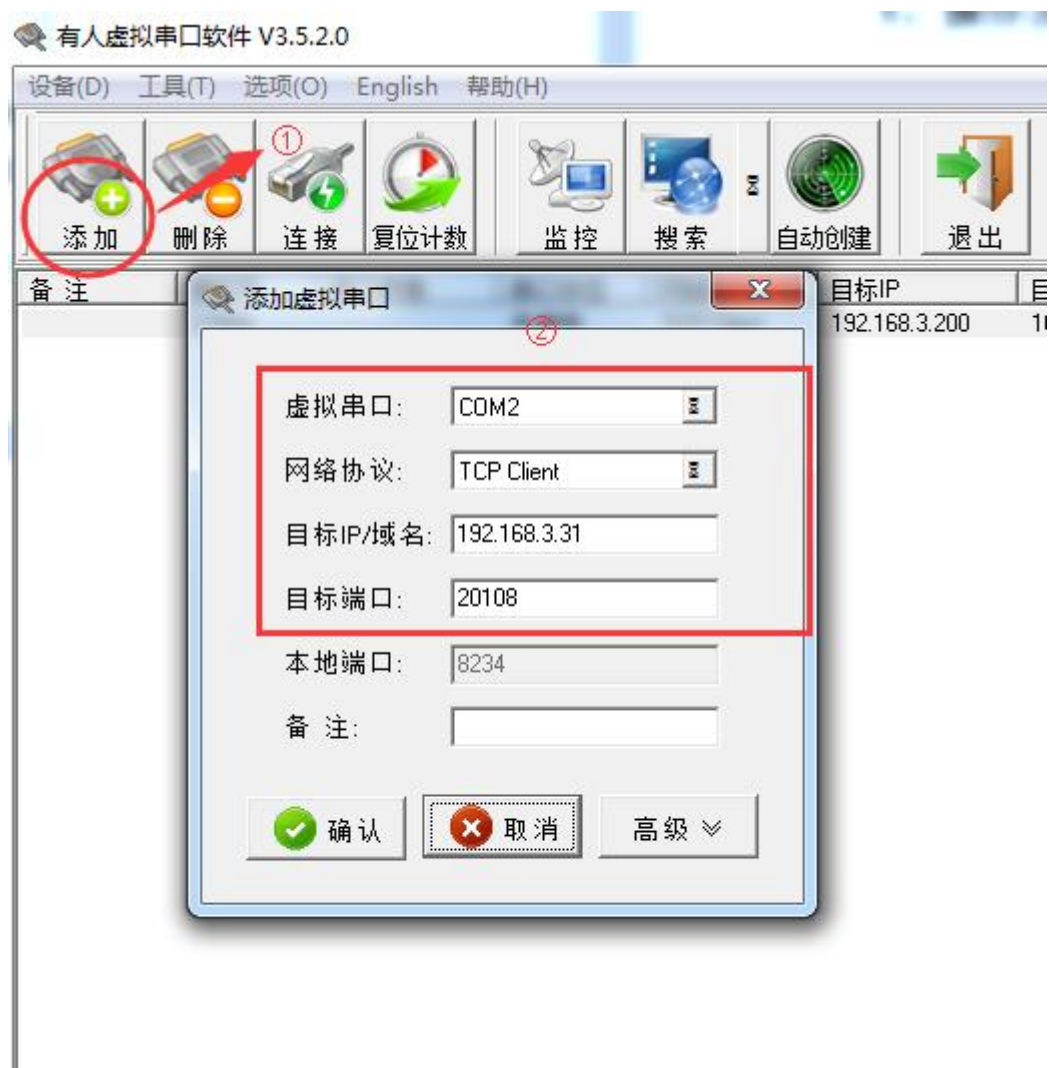 有人虚拟串口软件 V3.5.2.0
设备(D) 工具(T) 选项(O) English 帮助(H)
①
添加 删除 连接 复位计数 监控 搜索 自动创建 退出
备注 目标IP
添加虚拟串口
192.168.3.200
②
虚拟串口: COM2
网络协议: TCP Client
目标IP/域名: 192.168.3.31
目标端口: 20108
本地端口: 8234
备 注:
确认 取消 高级